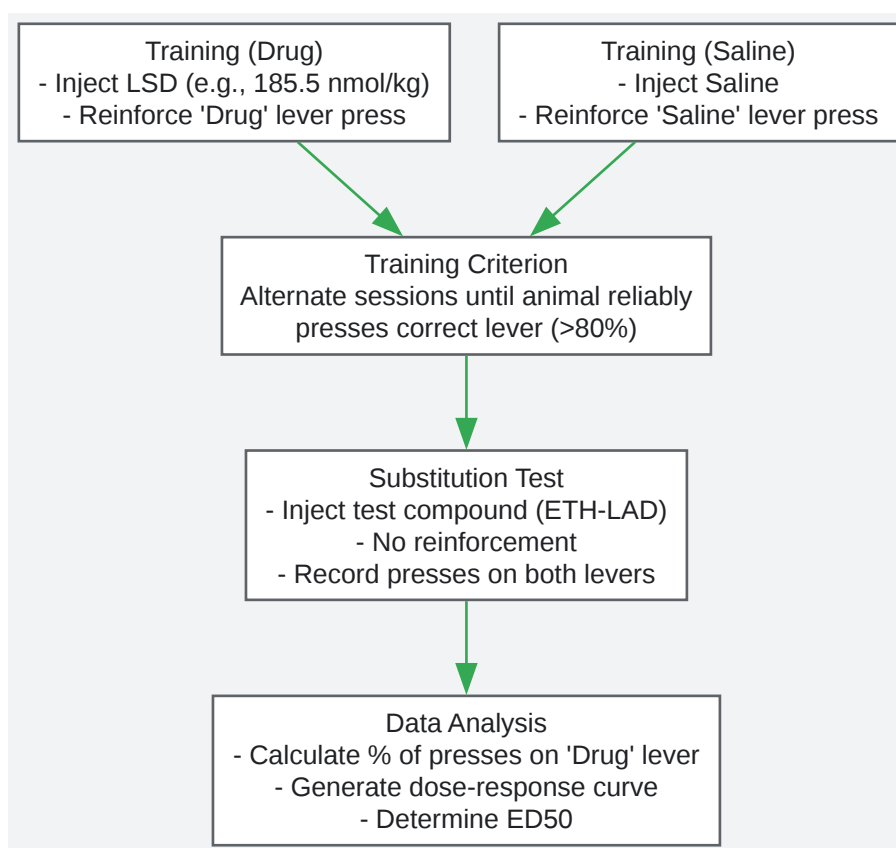 Training (Drug)
- Inject LSD (e.g., 185.5 nmol/kg)
- Reinforce 'Drug' lever press
Training (Saline)
- Inject Saline
- Reinforce 'Saline' lever press
Training Criterion
Alternate sessions until animal reliably
presses correct lever (>80%)
Substitution Test
- Inject test compound (ETH-LAD)
- No reinforcement
- Record presses on both levers
Data Analysis
- Calculate % of presses on 'Drug' lever
- Generate dose-response curve
- Determine ED50